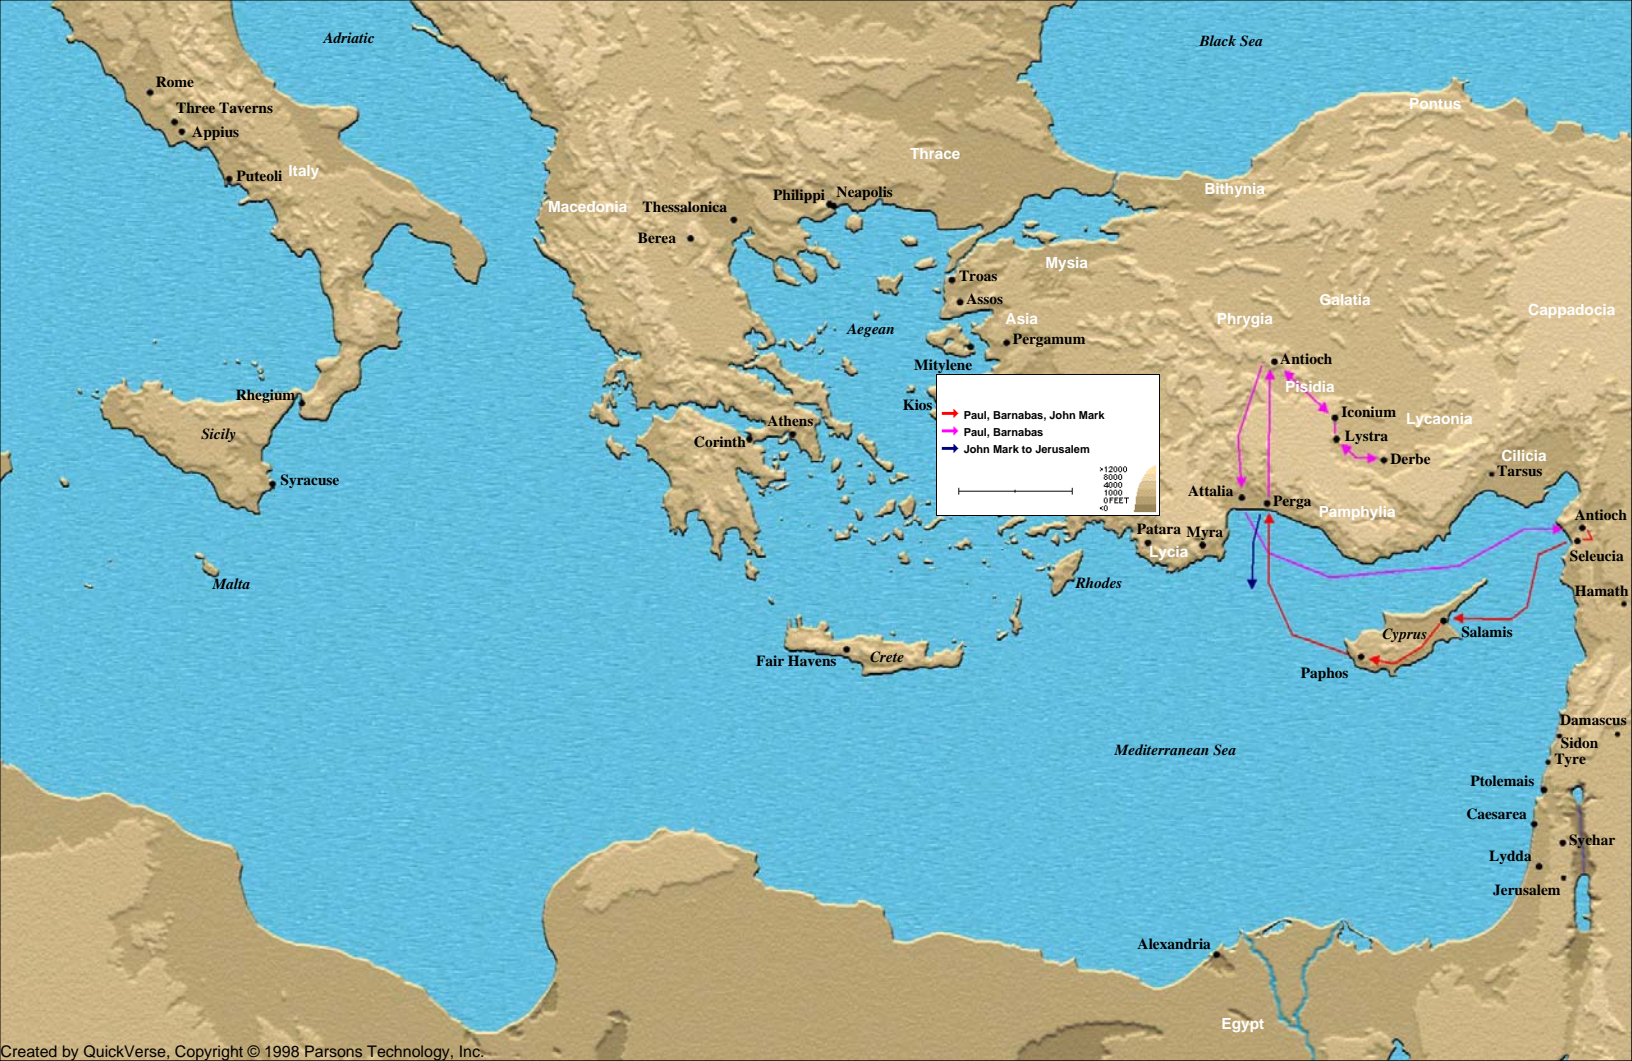 Adriatic
Black Sea
Rome
Three Taverns
Appius
Pontus
Thrace
Italy
Puteoli
Bithynia
Macedonia
Thessalonica
Philippi
Neapolis
Berea
Mysia
Troas
Assos
Galatia
Cappadocia
Asia
Phrygia
Aegean
Pergamum
Mitylene
Antioch
Pisidia
Rhegium
Kios
Iconium
Lycaonia
Sicily
Athens
Corinth
Lystra
Derbe
Cilicia
Tarsus
Paul, Barnabas, John Mark
Paul, Barnabas
John Mark to Jerusalem
>12000
8000
4000
1000
0 FEET
<0
Syracuse
Attalia
Perga
Pamphylia
Antioch
Patara
Myra
Lycia
Seleucia
Malta
Rhodes
Hamath
Cyprus
Salamis
Fair Havens
Crete
Paphos
Damascus
Sidon
Mediterranean Sea
Tyre
Ptolemais
Caesarea
Syehar
Lydda
Jerusalem
Alexandria
Egypt
Created by QuickVerse, Copyright © 1998 Parsons Technology, Inc.